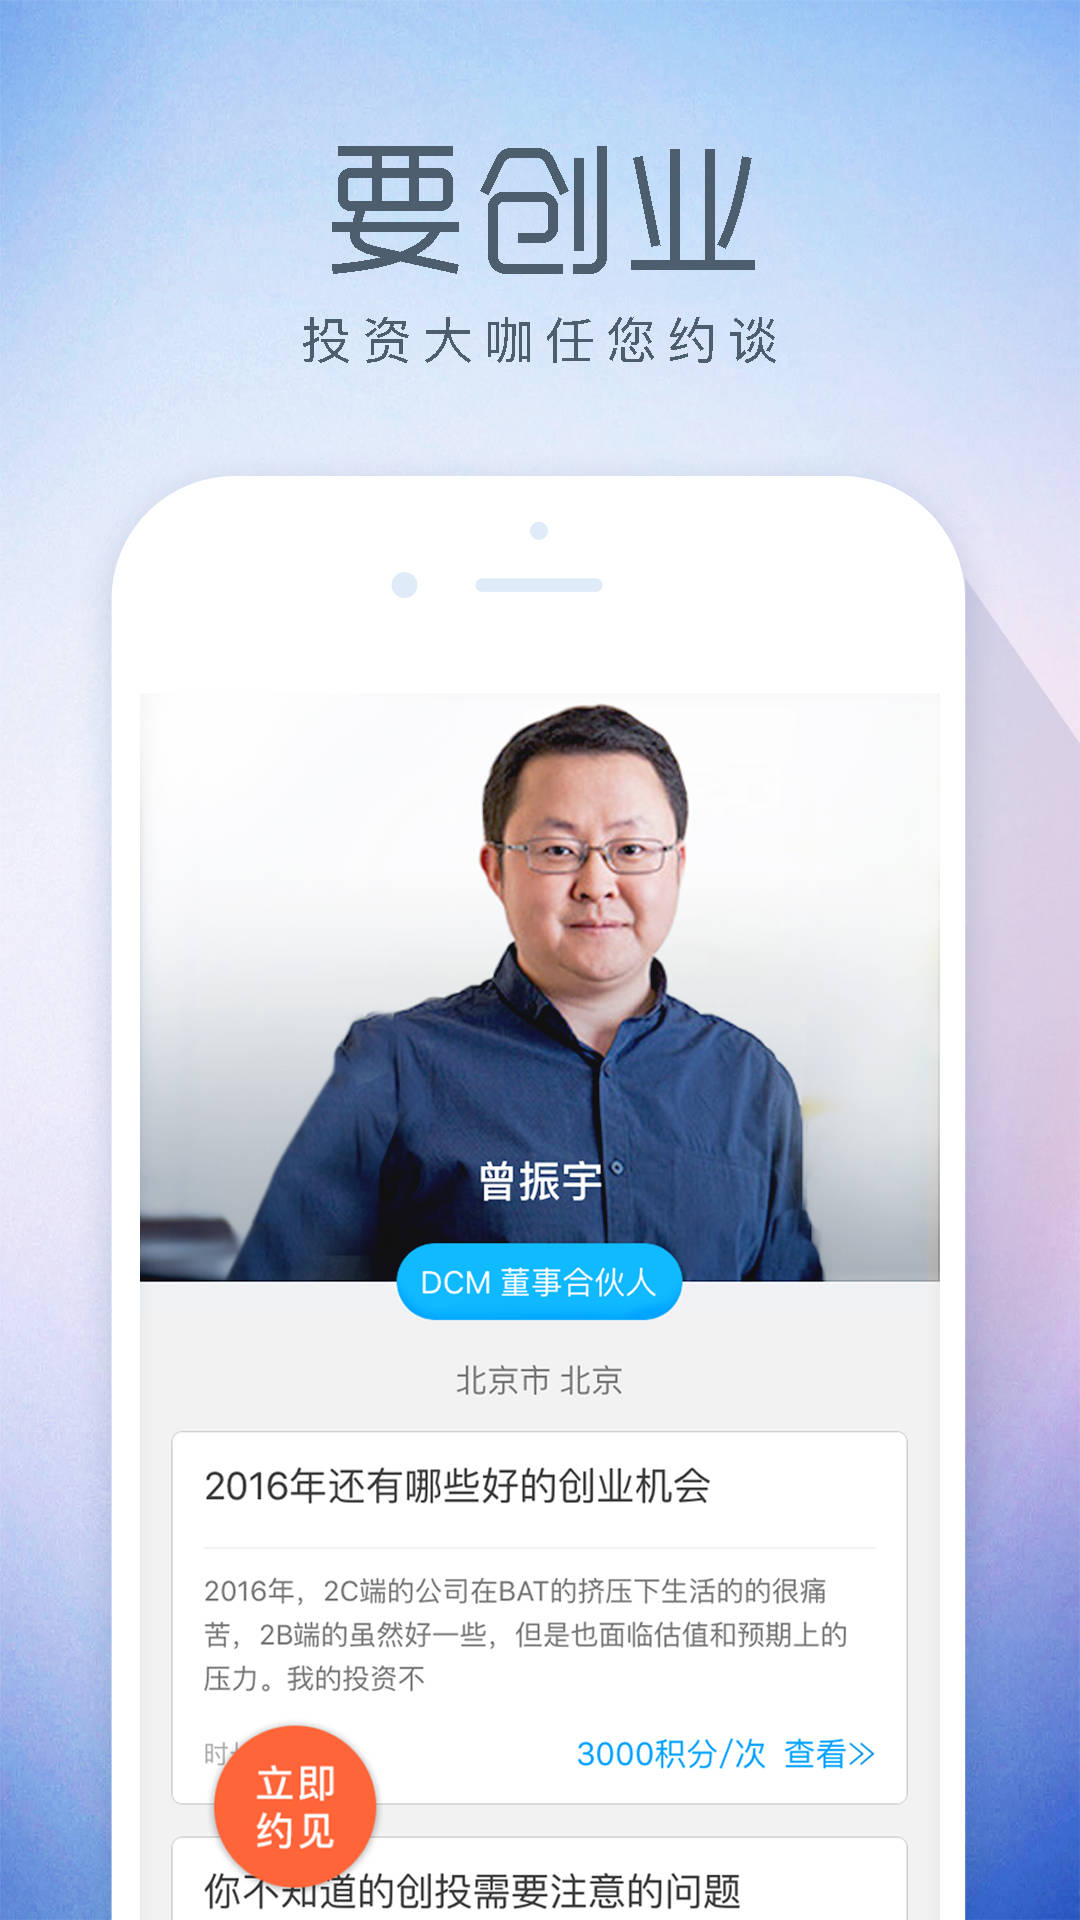 要创业
投资大咖任您约谈
曾振宇
DCM 董事合伙人
北京市 北京
2016年还有哪些好的创业机会
2016年，2C端的公司在BAT的挤压下生活的的很痛
苦，2B端的虽然好一些，但是也面临估值和预期上的
压力。我的投资不
时
3000积分/次 查看>>
立即
约见
你不知道的创投需要注意的问题